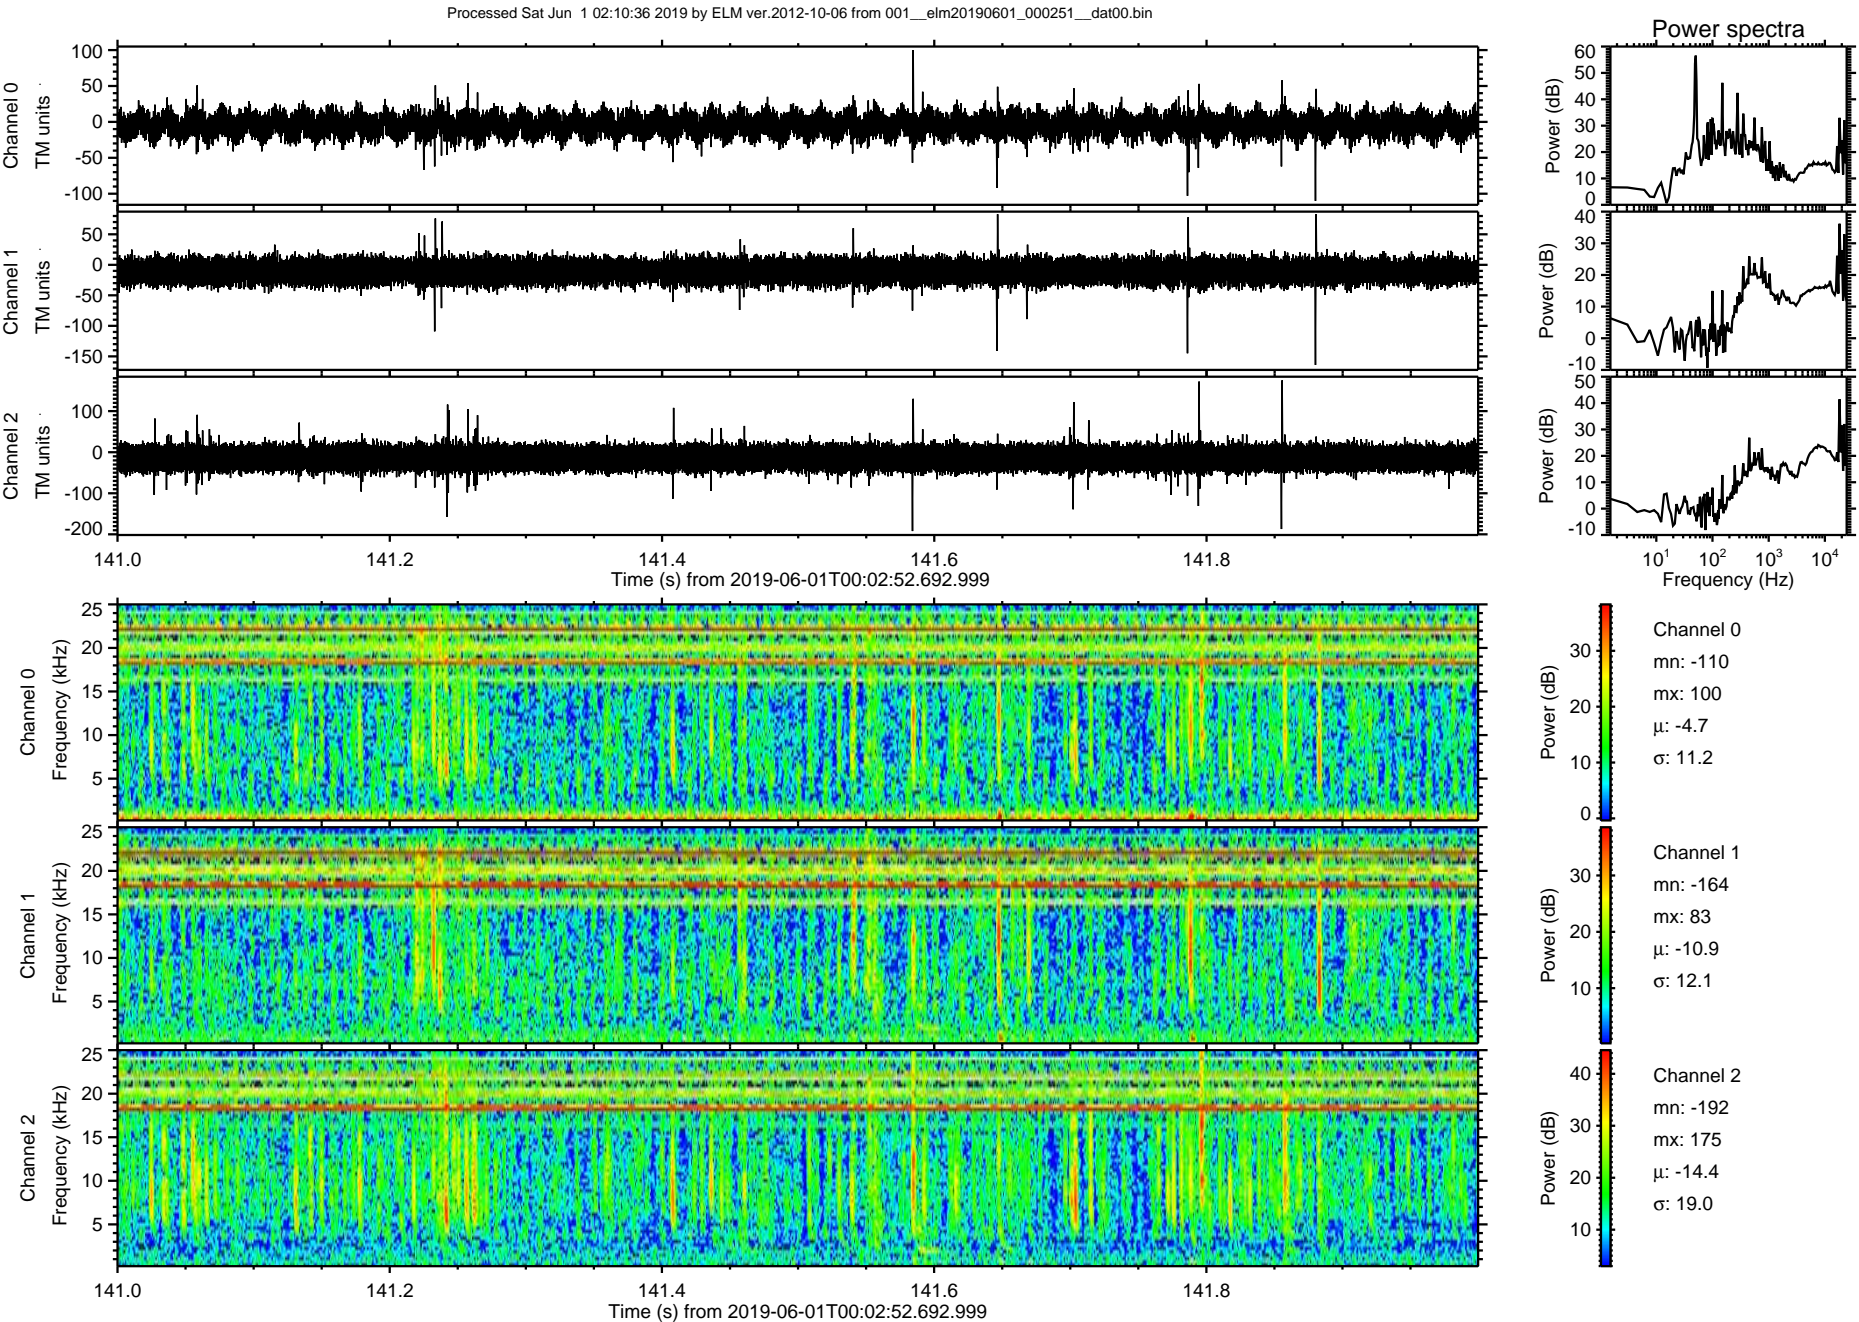 Processed Sat Jun 1 02:10:36 2019 by ELM ver.2012-10-06 from 001__elm20190601_000251__dat00.bin
Power spectra
Channel 0
TM units
100
50
0
-50
-100
Power (dB)
60
50
40
30
20
10
0
Channel 1
TM units
50
0
-50
-100
-150
Power (dB)
40
30
20
10
0
-10
Channel 2
TM units
100
0
-100
-200
Power (dB)
50
40
30
20
10
0
-10
141.0 141.2 141.4 141.6 141.8
Time (s) from 2019-06-01T00:02:52.692.999
10¹ 10² 10³ 10⁴
Frequency (Hz)
Channel 0
Frequency (kHz)
25
20
15
10
5
Power (dB)
30
20
10
0
Channel 0
mn: -110
mx: 100
μ: -4.7
σ: 11.2
Channel 1
Frequency (kHz)
25
20
15
10
5
Power (dB)
30
20
10
Channel 1
mn: -164
mx: 83
μ: -10.9
σ: 12.1
Channel 2
Frequency (kHz)
25
20
15
10
5
Power (dB)
40
30
20
10
Channel 2
mn: -192
mx: 175
μ: -14.4
σ: 19.0
141.0 141.2 141.4 141.6 141.8
Time (s) from 2019-06-01T00:02:52.692.999